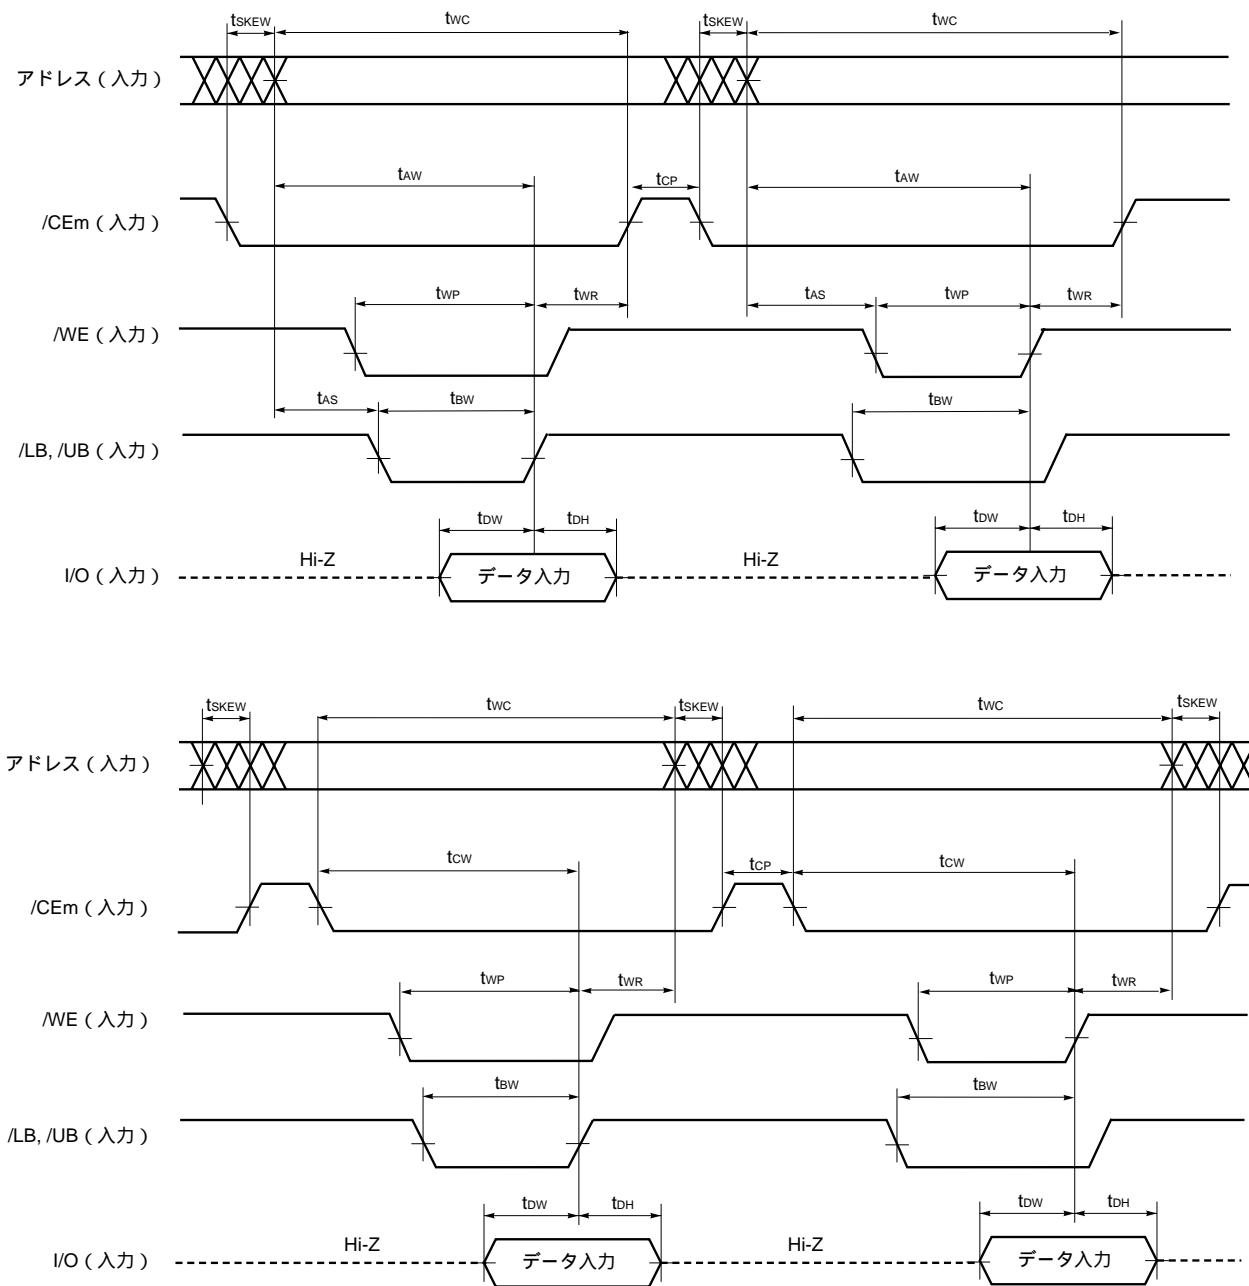 tSKEW tWC tSKEW tWC
アドレス（入力）
tAW tCP tAW
/CEm（入力）
tWP tWR tAS tWP tWR
/WE（入力）
tAS tBW tBW
/LB, /UB（入力）
tDW tDH tDW tDH
Hi-Z Hi-Z
I/O（入力） データ入力 データ入力
tSKEW tWC tSKEW tWC tSKEW
アドレス（入力）
tCW tCP tCW
/CEm（入力）
tWP tWR tWP tWR
/WE（入力）
tBW tBW
/LB, /UB（入力）
tDW tDH tDW tDH
Hi-Z Hi-Z
I/O（入力） データ入力 データ入力